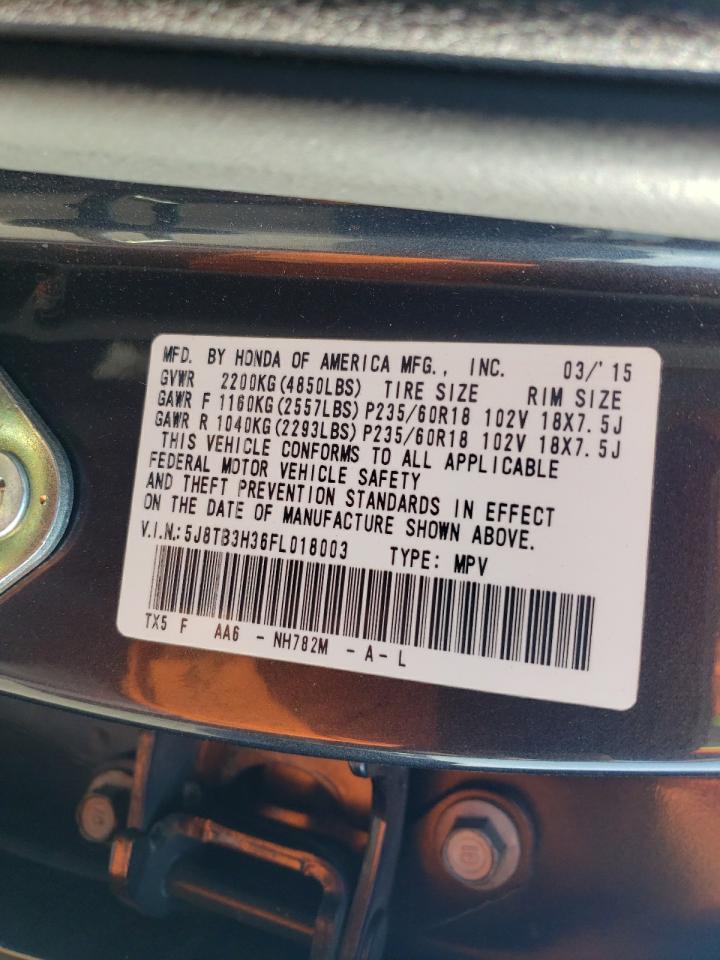 MFD. BY HONDA OF AMERICA MFG., INC. 03/'15
GVWR 2200KG(4850LBS) TIRE SIZE RIM SIZE
GAWR F 1160KG(2557LBS) P235/60R18 102V 18X7.5J
GAWR R 1040KG(2293LBS) P235/60R18 102V 18X7.5J
THIS VEHICLE CONFORMS TO ALL APPLICABLE
FEDERAL MOTOR VEHICLE SAFETY
AND THEFT PREVENTION STANDARDS IN EFFECT
ON THE DATE OF MANUFACTURE SHOWN ABOVE.
V.I.N.: 5J8TB3H36FL018003 TYPE: MPV
TX5 F AA6 - NH782M - A - L